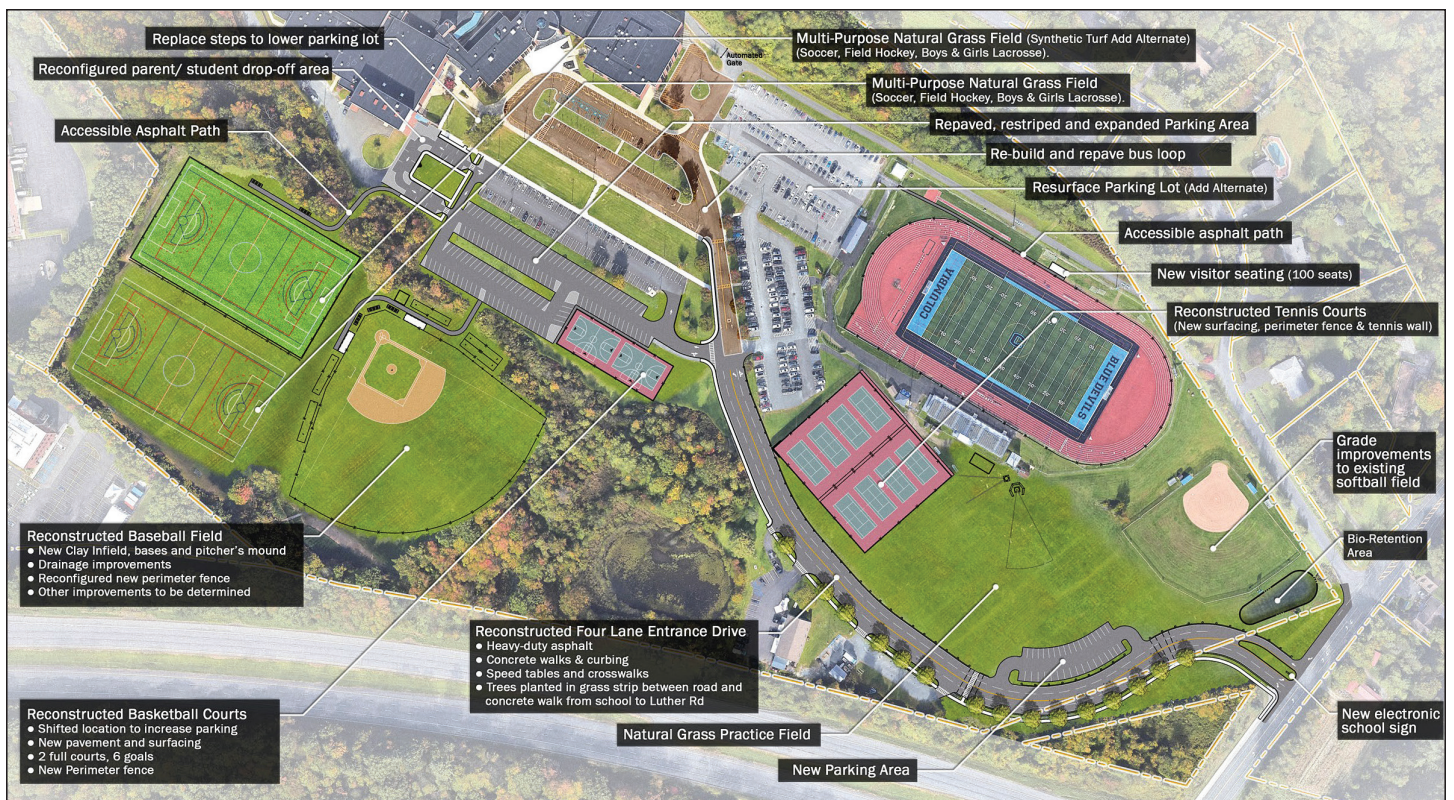 Replace steps to lower parking lot
Reconfigured parent/ student drop-off area
Accessible Asphalt Path
Automated
Gate
Multi-Purpose Natural Grass Field (Synthetic Turf Add Alternate)
(Soccer, Field Hockey, Boys & Girls Lacrosse).
Multi-Purpose Natural Grass Field
(Soccer, Field Hockey, Boys & Girls Lacrosse).
Repaved, restriped and expanded Parking Area
Re-build and repave bus loop
Resurface Parking Lot (Add Alternate)
Accessible asphalt path
New visitor seating (100 seats)
Reconstructed Tennis Courts
(New surfacing, perimeter fence & tennis wall)
COLUMBIA
BLUE DEVILS
Grade
improvements
to existing
softball field
Bio-Retention
Area
Reconstructed Baseball Field
● New Clay Infield, bases and pitcher's mound
● Drainage improvements
● Reconfigured new perimeter fence
● Other improvements to be determined
Reconstructed Four Lane Entrance Drive
● Heavy-duty asphalt
● Concrete walks & curbing
● Speed tables and crosswalks
● Trees planted in grass strip between road and
concrete walk from school to Luther Rd
Reconstructed Basketball Courts
● Shifted location to increase parking
● New pavement and surfacing
● 2 full courts, 6 goals
● New Perimeter fence
Natural Grass Practice Field
New Parking Area
New electronic
school sign